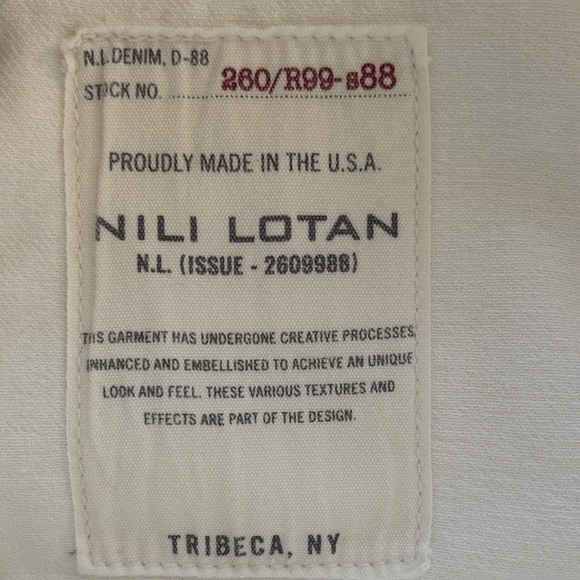 N.L. DENIM, D-88
STOCK NO. 260/R99-s88
PROUDLY MADE IN THE U.S.A.
NILI LOTAN
N.L. (ISSUE - 2609988)
THIS GARMENT HAS UNDERGONE CREATIVE PROCESSES,
ENHANCED AND EMBELLISHED TO ACHIEVE AN UNIQUE
LOOK AND FEEL. THESE VARIOUS TEXTURES AND
EFFECTS ARE PART OF THE DESIGN.
TRIBECA, NY